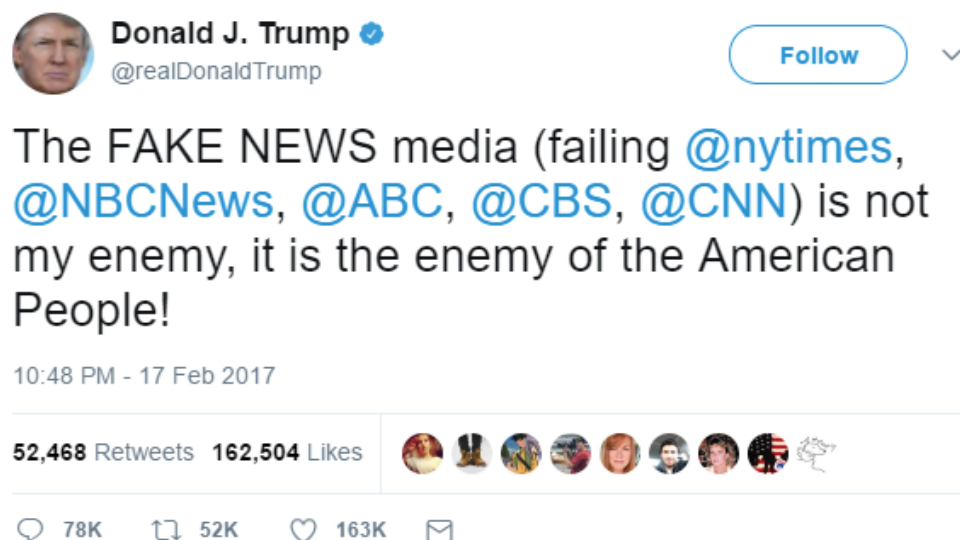 Donald J. Trump
@realDonaldTrump
Follow
The FAKE NEWS media (failing @nytimes,
@NBCNews, @ABC, @CBS, @CNN) is not
my enemy, it is the enemy of the American
People!
10:48 PM - 17 Feb 2017
52,468 Retweets 162,504 Likes
78K 52K 163K